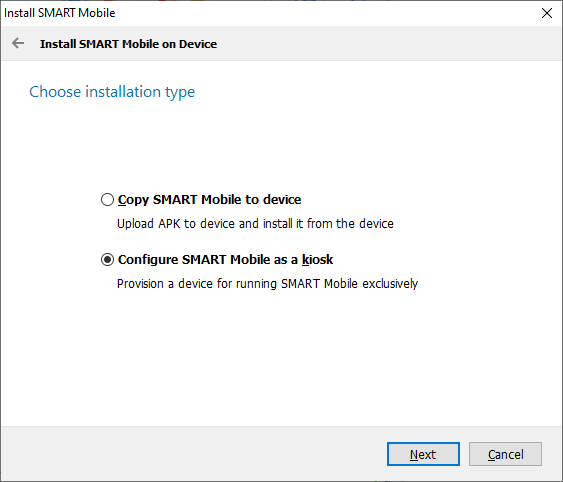 Install SMART Mobile
Install SMART Mobile on Device
Choose installation type
Copy SMART Mobile to device
Upload APK to device and install it from the device
Configure SMART Mobile as a kiosk
Provision a device for running SMART Mobile exclusively
Next
Cancel